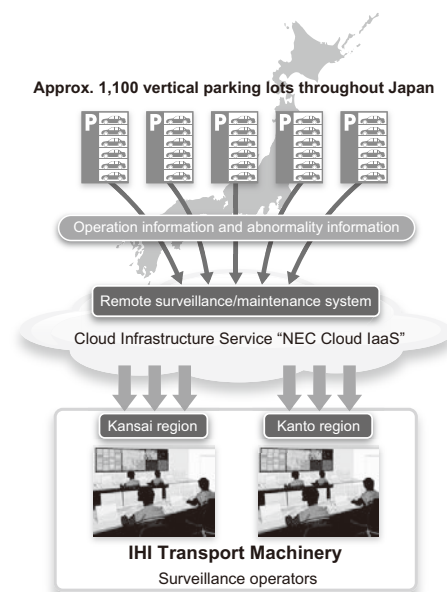 Approx. 1,100 vertical parking lots throughout Japan
P P P P P
Operation information and abnormality information
Remote surveillance/maintenance system
Cloud Infrastructure Service “NEC Cloud IaaS”
Kansai region Kanto region
IHI Transport Machinery
Surveillance operators